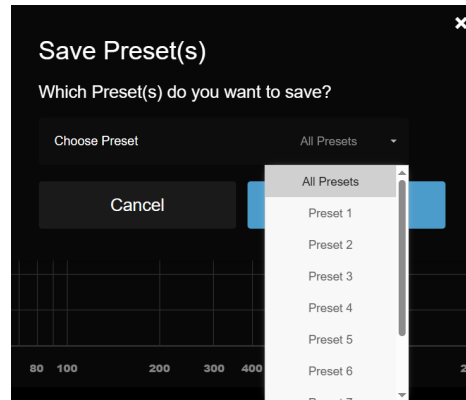 Save Preset(s)
Which Preset(s) do you want to save?
Choose Preset
All Presets
All Presets
Cancel
Preset 1
Preset 2
Preset 3
Preset 4
Preset 5
Preset 6
80 100 200 300 400